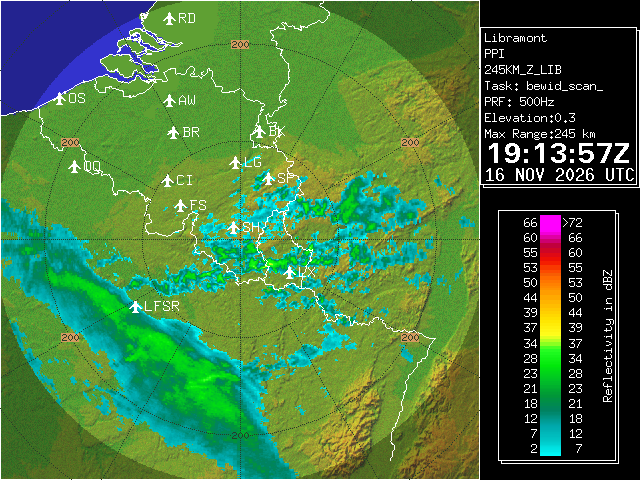 RD
200
OS
AW
BR
BK
200
200
QQ
LG
CI
SP
FS
SH
LX
LFSR
200
200
200
Libramont
PPI
245KM_Z_LIB
Task: bewid_scan_
PRF: 500Hz
Elevation:0.3
Max Range:245 km
19:13:57Z
16 NOV 2026 UTC
66 >72
60 66
55 60
53 55
50 53
44 50
39 44
37 39
34 37
28 34
23 28
21 23
18 21
12 18
7 12
2 7
Reflectivity in dBZ